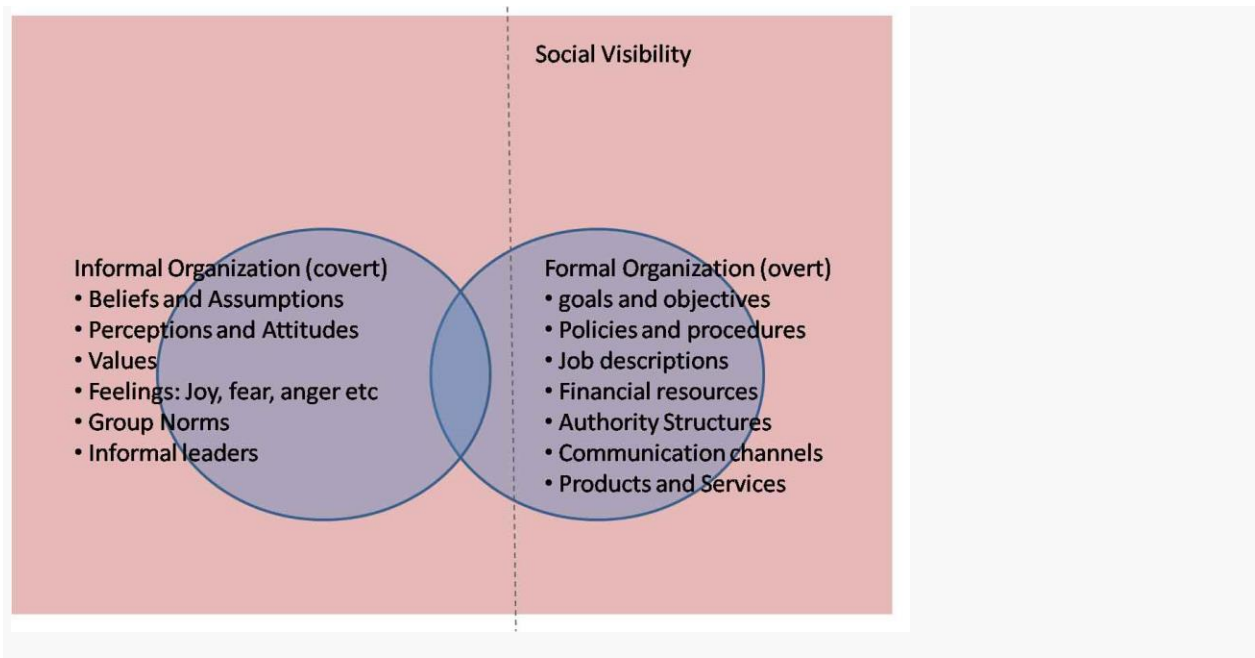 Social Visibility
Informal Organization (covert)
• Beliefs and Assumptions
• Perceptions and Attitudes
• Values
• Feelings: Joy, fear, anger etc
• Group Norms
• Informal leaders
Formal Organization (overt)
• goals and objectives
• Policies and procedures
• Job descriptions
• Financial resources
• Authority Structures
• Communication channels
• Products and Services